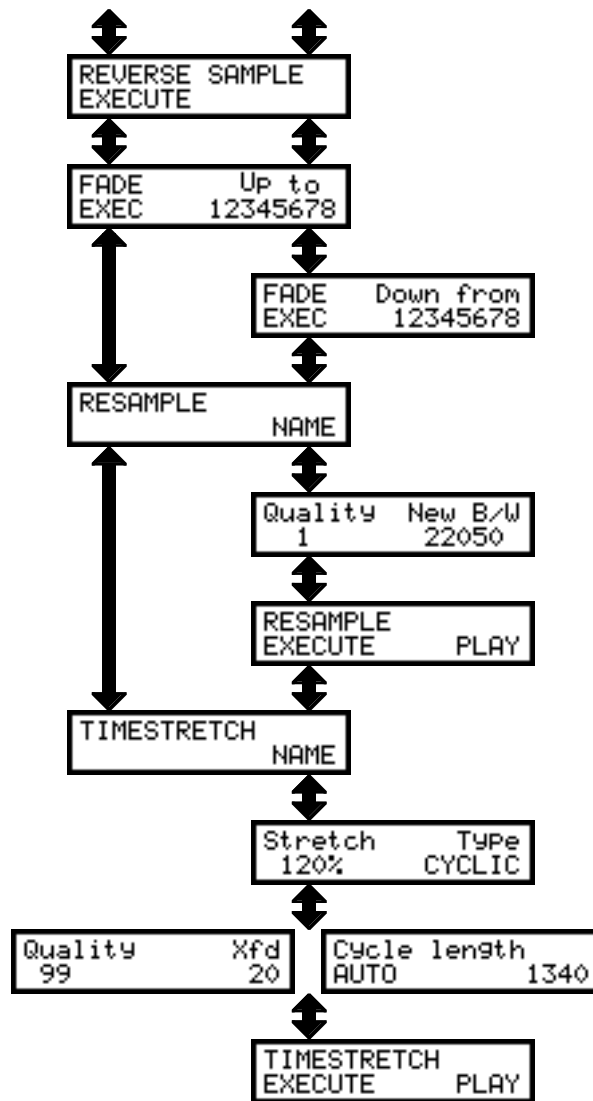 REVERSE SAMPLE
EXECUTE
FADE Up to
EXEC 12345678
FADE Down from
EXEC 12345678
RESAMPLE
NAME
Quality New B/W
1 22050
RESAMPLE
EXECUTE PLAY
TIMESTRETCH
NAME
Stretch Type
120% CYCLIC
Quality Xfd
99 20
Cycle length
AUTO 1340
TIMESTRETCH
EXECUTE PLAY